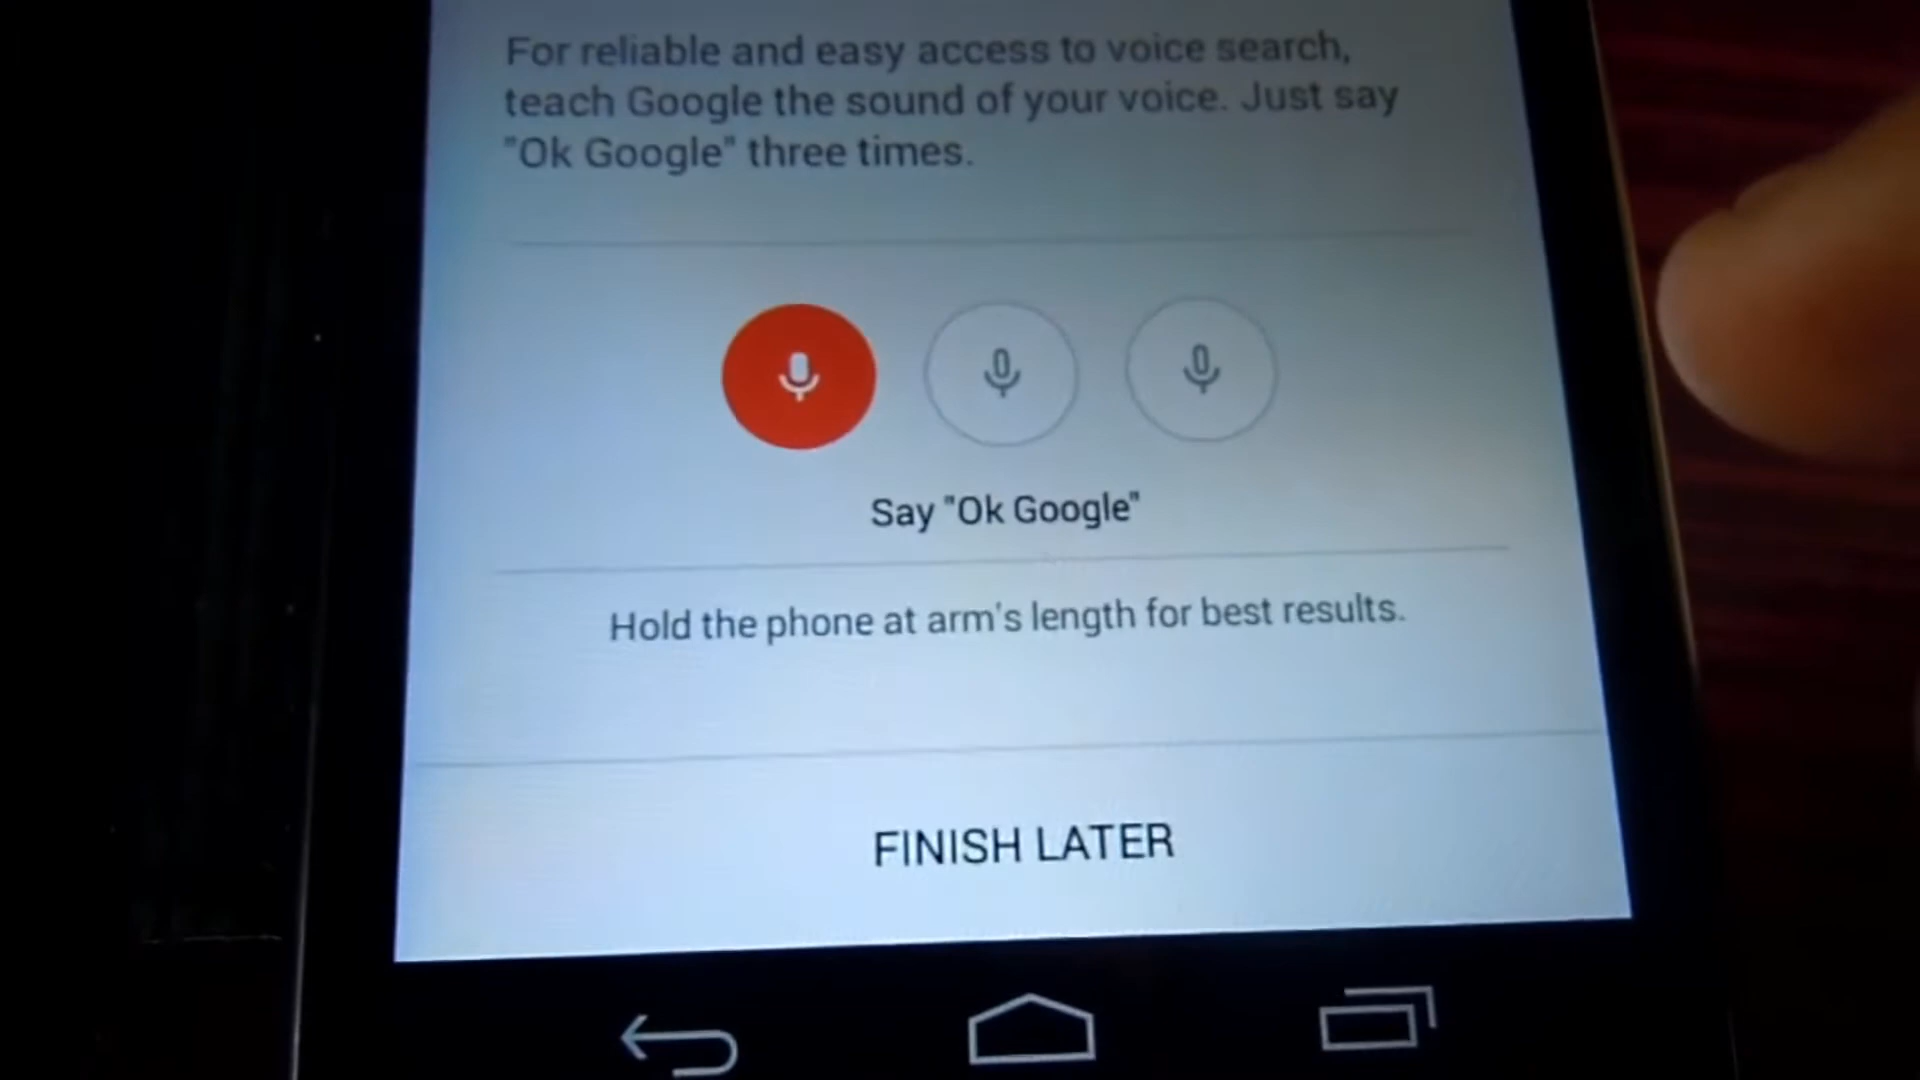 For reliable and easy access to voice search,
teach Google the sound of your voice. Just say
"Ok Google" three times.
Say "Ok Google"
Hold the phone at arm's length for best results.
FINISH LATER